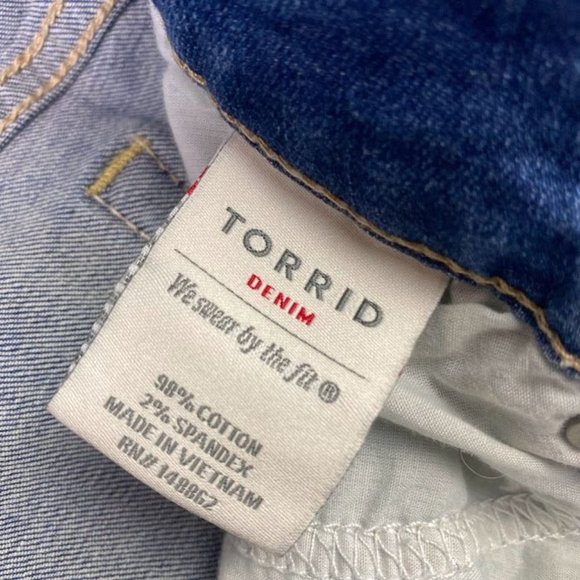 TORRID
DENIM
We swear by the fit®
98% COTTON
2% SPANDEX
MADE IN VIETNAM
RN# 148862